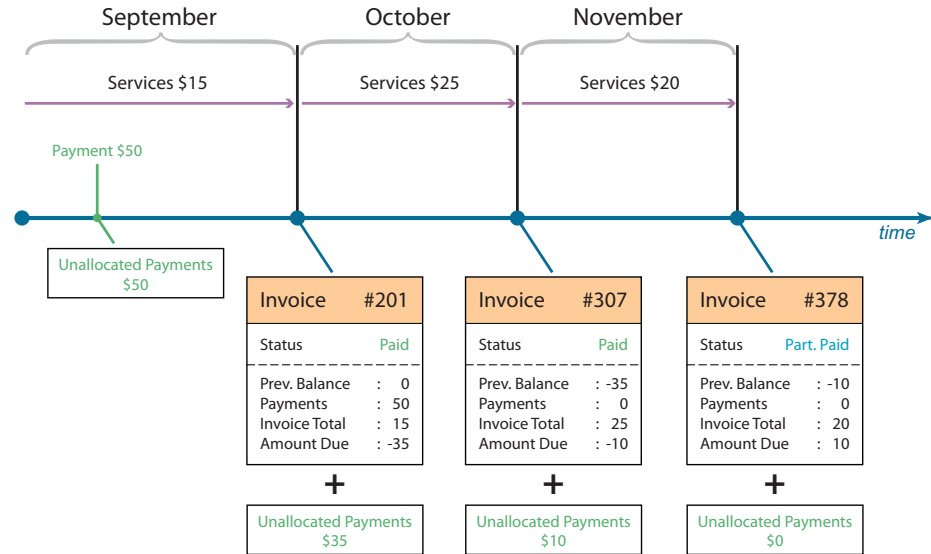 September
October
November
Services $15
Services $25
Services $20
Payment $50
time
Unallocated Payments
$50
Invoice #201
Status Paid
Prev. Balance : 0
Payments : 50
Invoice Total : 15
Amount Due : -35
+
Unallocated Payments
$35
Invoice #307
Status Paid
Prev. Balance : -35
Payments : 0
Invoice Total : 25
Amount Due : -10
+
Unallocated Payments
$10
Invoice #378
Status Part. Paid
Prev. Balance : -10
Payments : 0
Invoice Total : 20
Amount Due : 10
+
Unallocated Payments
$0